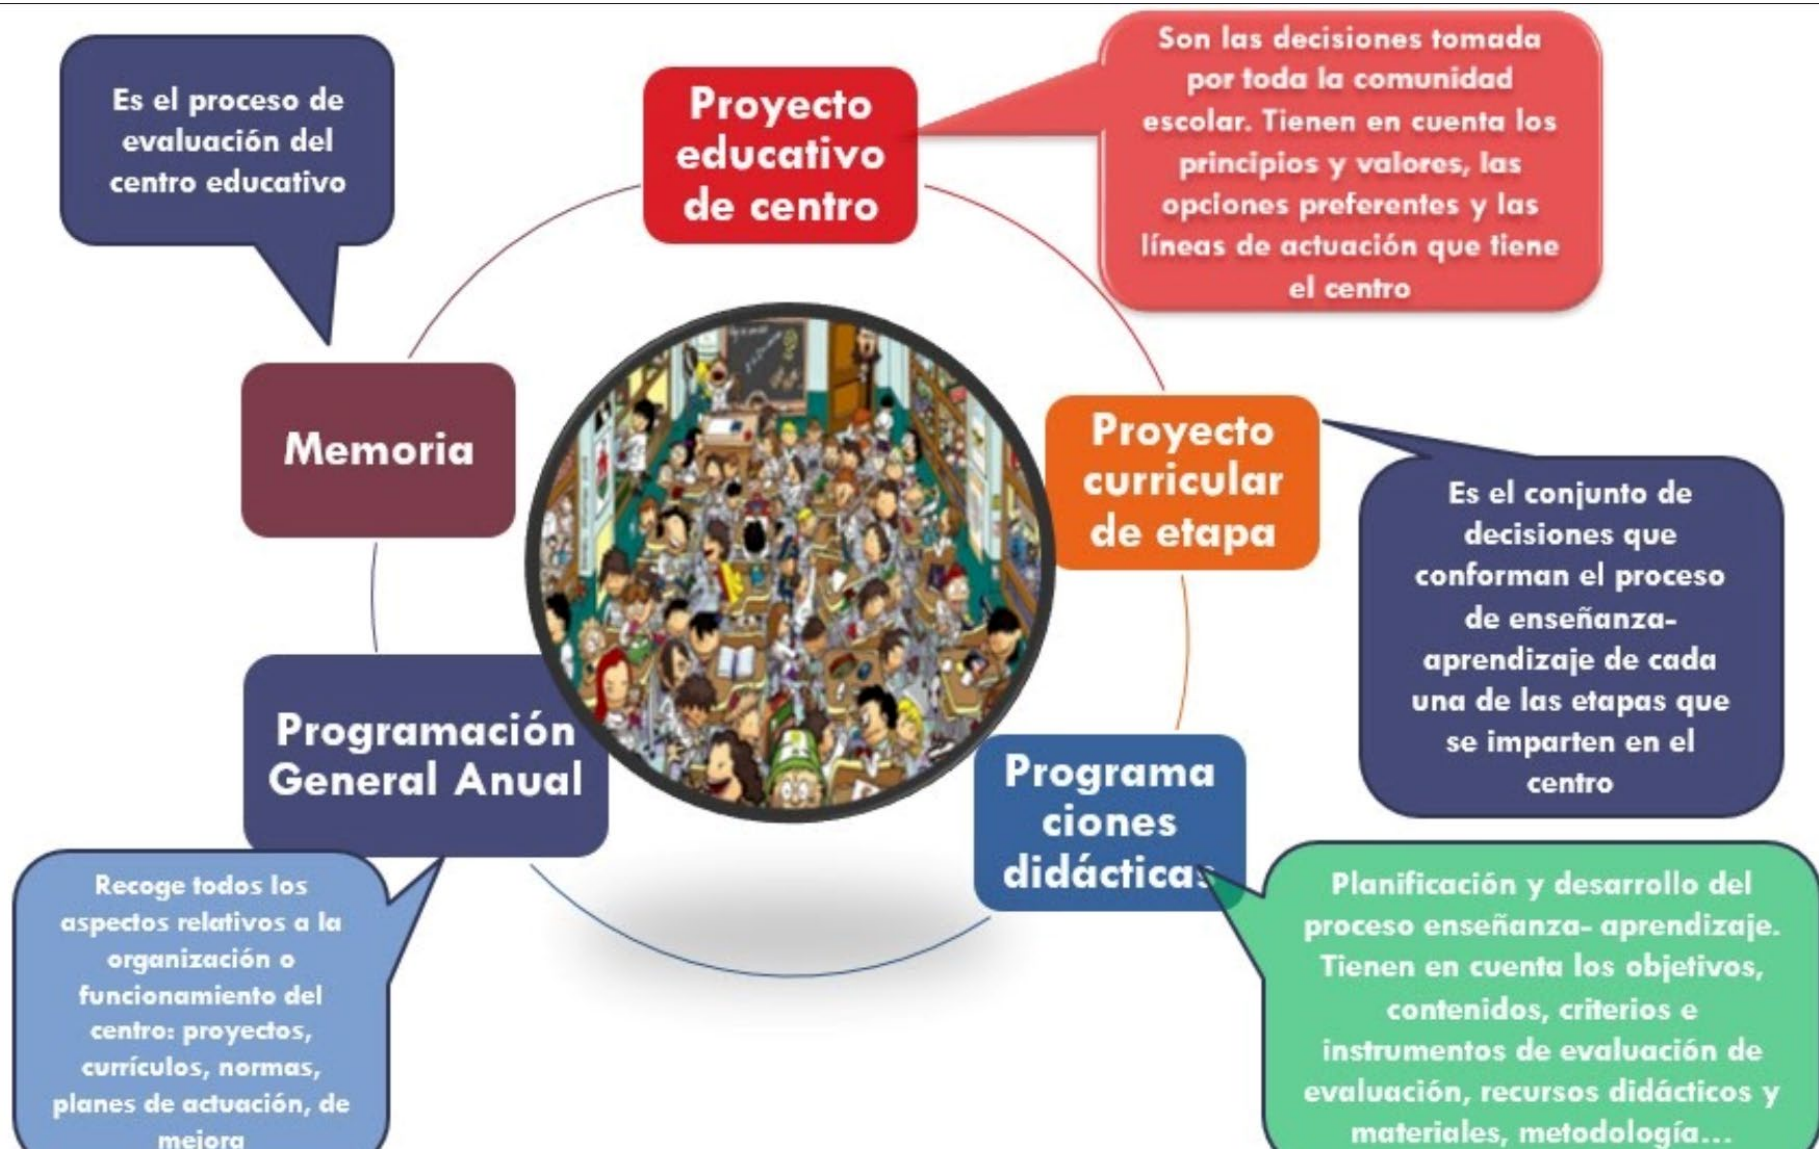 Es el proceso de
evaluación del
centro educativo
Proyecto
educativo
de centro
Son las decisiones tomada
por toda la comunidad
escolar. Tienen en cuenta los
principios y valores, las
opciones preferentes y las
líneas de actuación que tiene
el centro
Memoria
Proyecto
curricular
de etapa
Es el conjunto de
decisiones que
conforman el proceso
de enseñanza-
aprendizaje de cada
una de las etapas que
se imparten en el
centro
Programación
General Anual
Programa
ciones
didácticas
Recoge todos los
aspectos relativos a la
organización o
funcionamiento del
centro: proyectos,
currículos, normas,
planes de actuación, de
mejora
Planificación y desarrollo del
proceso enseñanza- aprendizaje.
Tienen en cuenta los objetivos,
contenidos, criterios e
instrumentos de evaluación de
evaluación, recursos didácticos y
materiales, metodología...